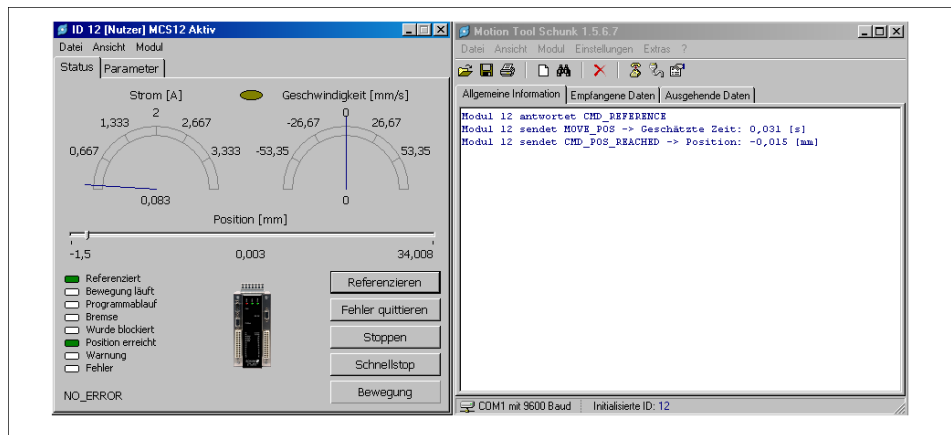 ID 12 [Nutzer] MCS12 Aktiv
Datei Ansicht Modul
Status Parameter
Strom [A]
Geschwindigkeit [mm/s]
0,667
1,333
2
2,667
3,333
0,083
-53,35
-26,67
0
26,67
53,35
0
Position [mm]
-1,5 0,003 34,008
Referenziert
Bewegung läuft
Programmablauf
Bremse
Wurde blockiert
Position erreicht
Warnung
Fehler
NO_ERROR
Referenzieren
Fehler quittieren
Stoppen
Schnellstop
Bewegung
Motion Tool Schunk 1.5.6.7
Datei Ansicht Modul Einstellungen Extras ?
Allgemeine Information Empfangene Daten Ausgehende Daten
Modul 12 antwortet CMD_REFERENCE
Modul 12 sendet MOVE_POS -> Geschätzte Zeit: 0,031 [s]
Modul 12 sendet CMD_POS_REACHED -> Position: -0,015 [mm]
COM1 mit 9600 Baud Initialisierte ID: 12